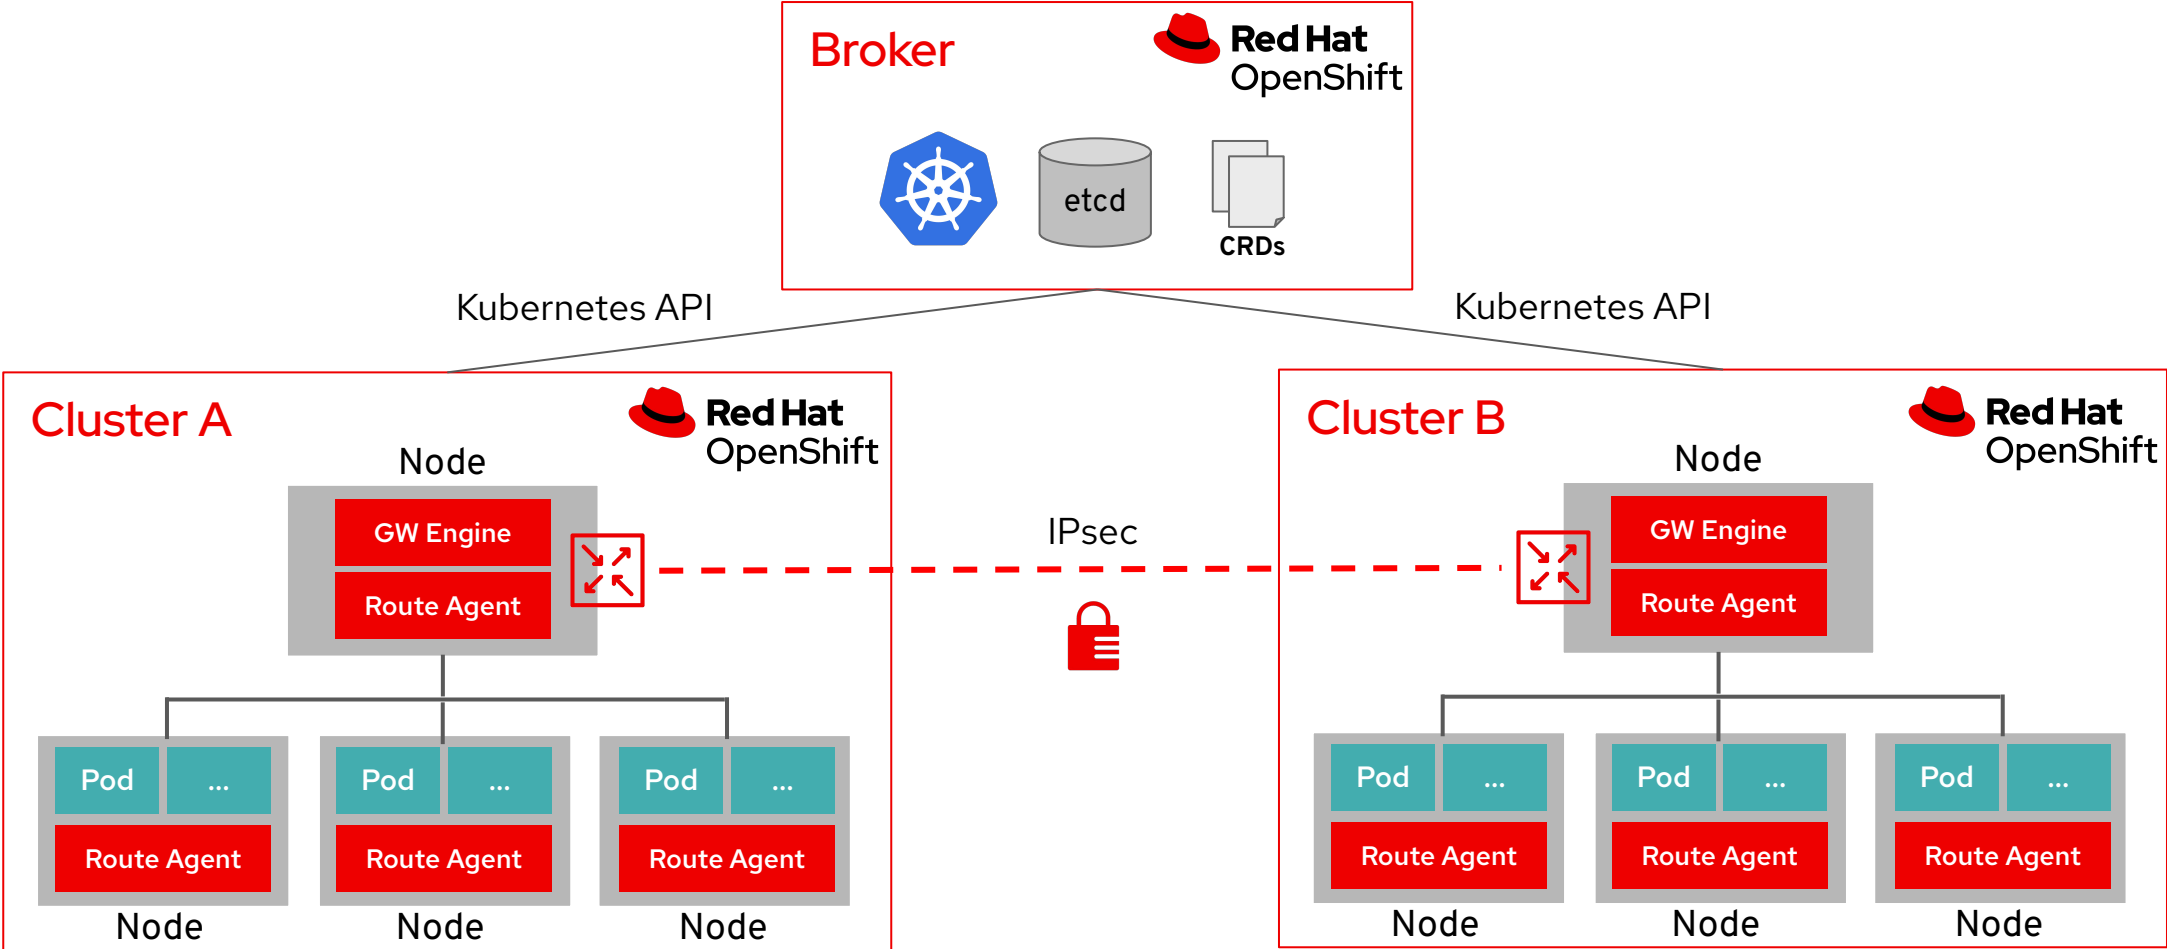 Broker
Red Hat
OpenShift
etcd
CRDs
Kubernetes API
Kubernetes API
Cluster A
Red Hat
OpenShift
Node
GW Engine
Route Agent
IPsec
Cluster B
Red Hat
OpenShift
Node
GW Engine
Route Agent
Pod
...
Pod
...
Pod
...
Route Agent
Route Agent
Route Agent
Node
Node
Node
Pod
...
Pod
...
Pod
...
Route Agent
Route Agent
Route Agent
Node
Node
Node